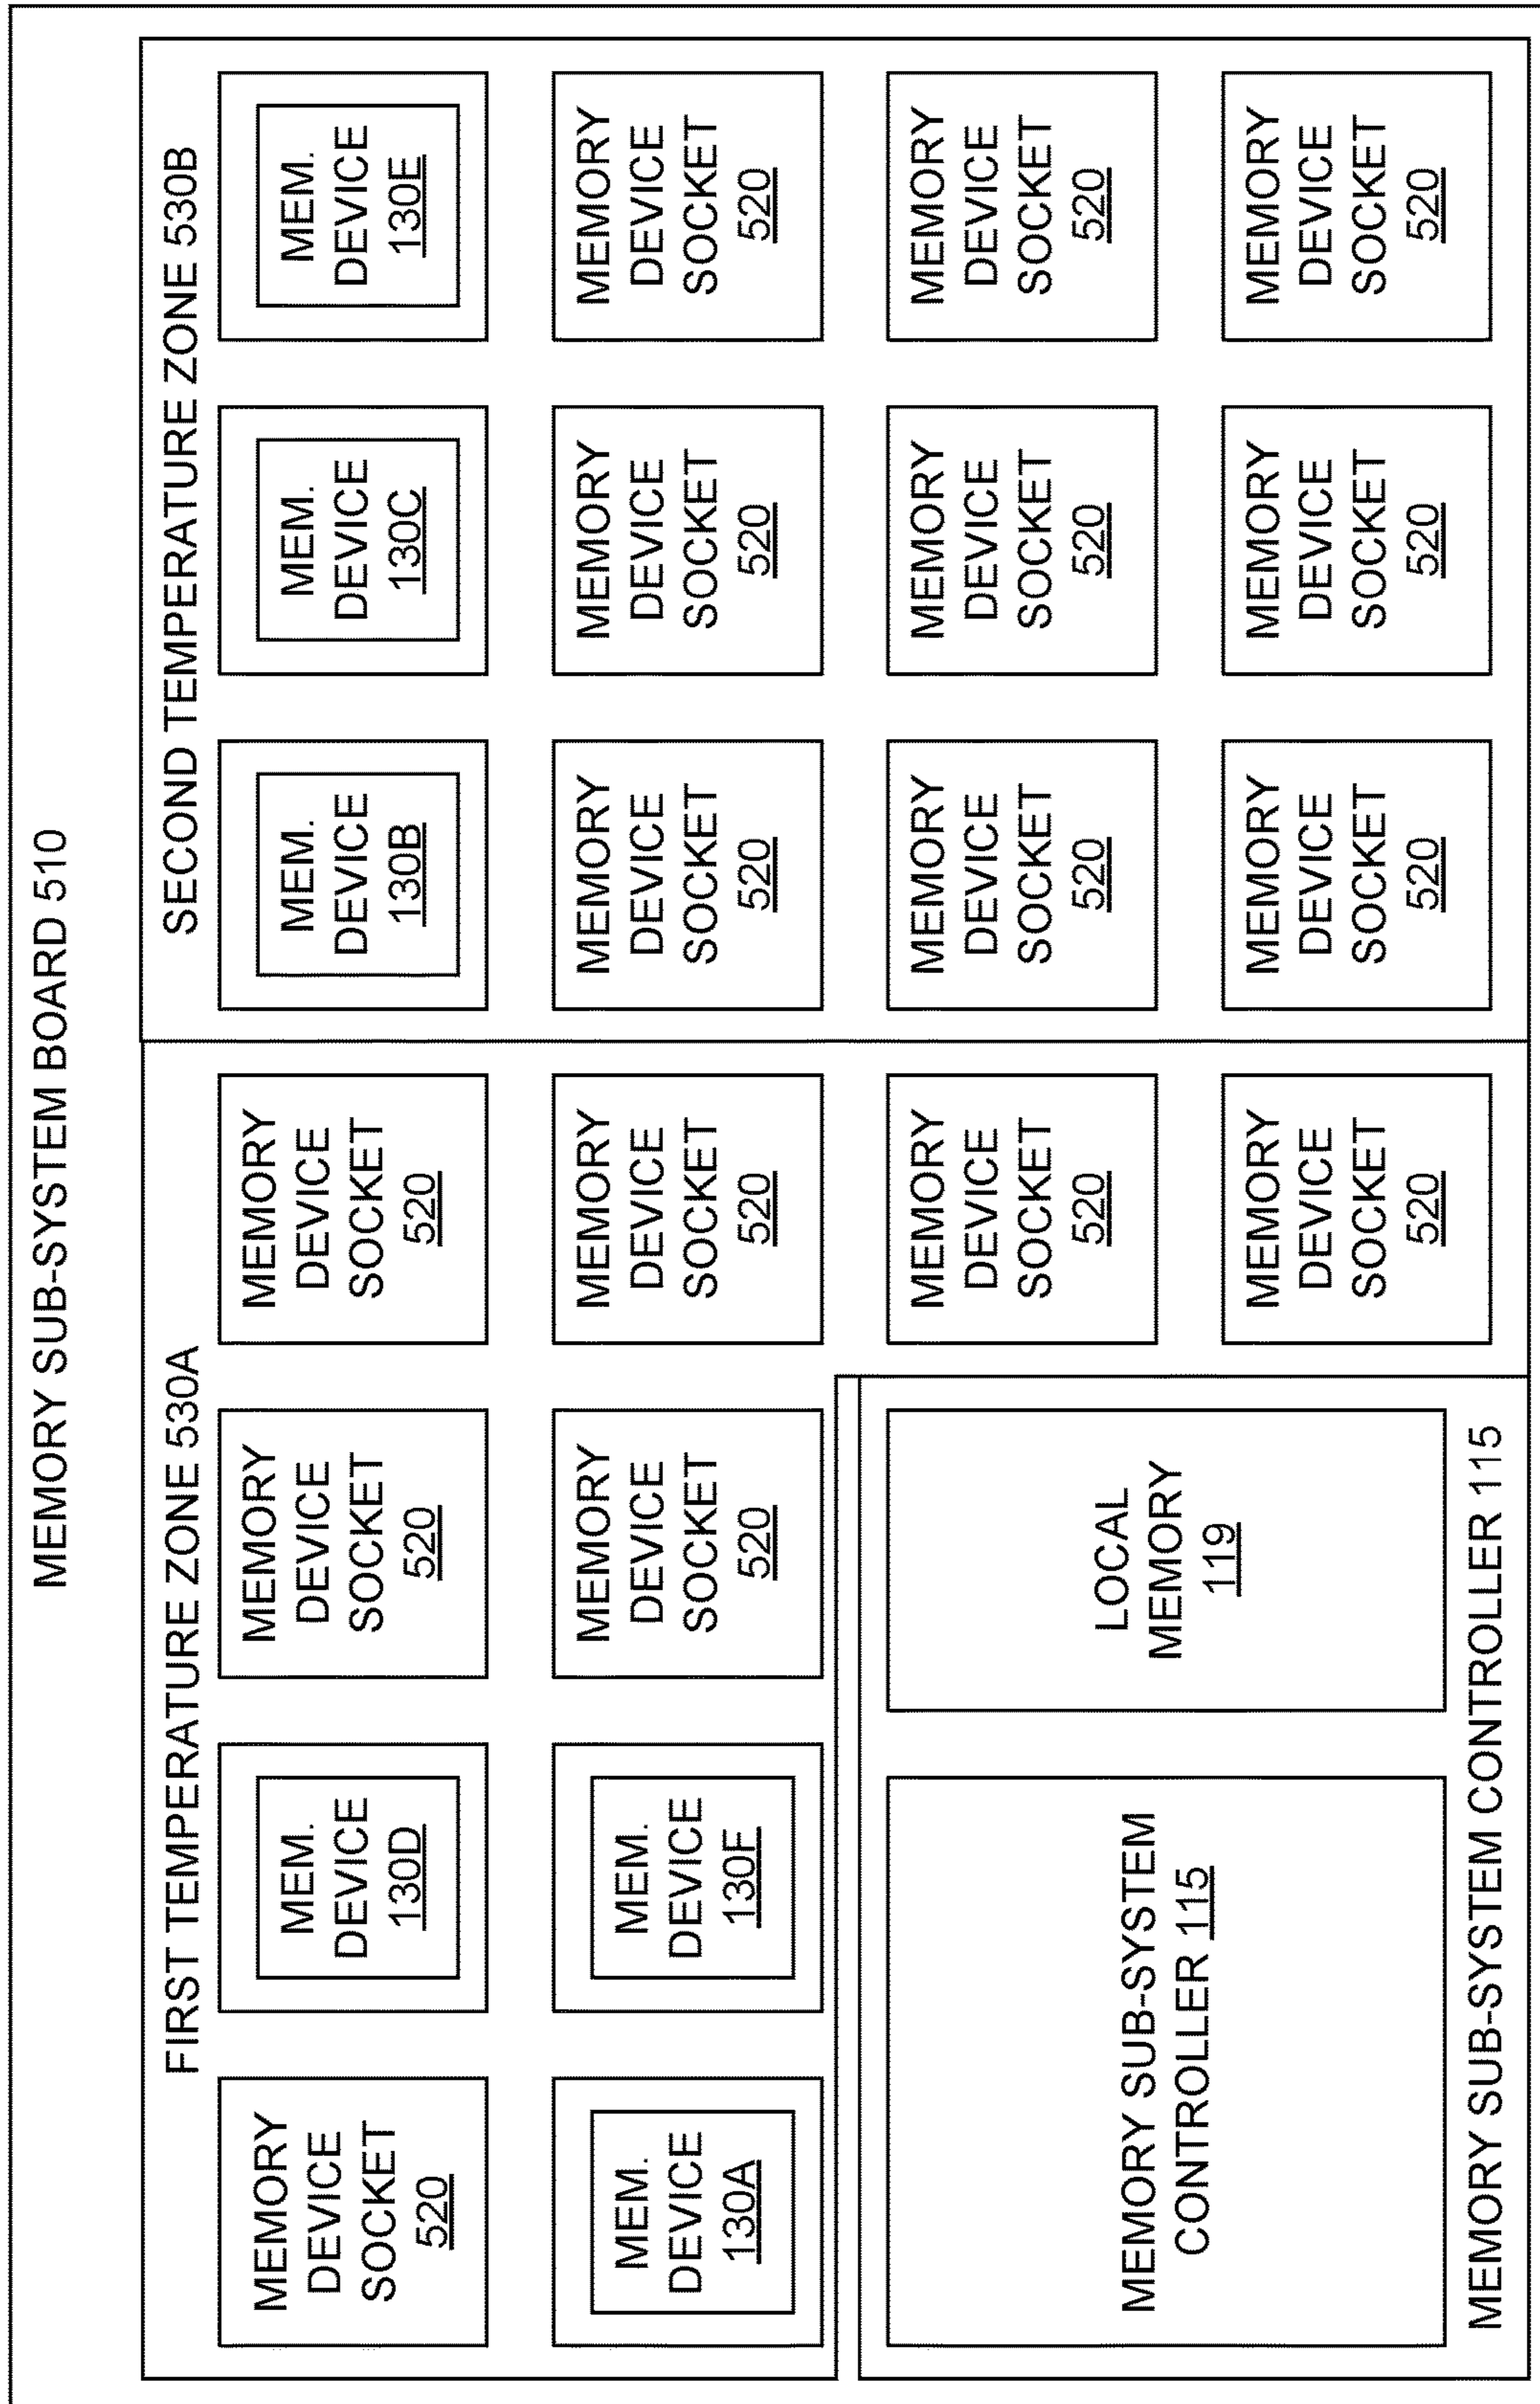 MEMORY SUB-SYSTEM BOARD 510
FIRST TEMPERATURE ZONE 530A
MEMORY
DEVICE
SOCKET
520
MEM.
DEVICE
130D
MEMORY
DEVICE
SOCKET
520
MEMORY
DEVICE
SOCKET
520
MEM.
DEVICE
130A
MEM.
DEVICE
130F
MEMORY
DEVICE
SOCKET
520
MEMORY
DEVICE
SOCKET
520
MEMORY
DEVICE
SOCKET
520
MEMORY
DEVICE
SOCKET
520
SECOND TEMPERATURE ZONE 530B
MEM.
DEVICE
130B
MEM.
DEVICE
130C
MEM.
DEVICE
130E
MEMORY
DEVICE
SOCKET
520
MEMORY
DEVICE
SOCKET
520
MEMORY
DEVICE
SOCKET
520
MEMORY
DEVICE
SOCKET
520
MEMORY
DEVICE
SOCKET
520
MEMORY
DEVICE
SOCKET
520
MEMORY
DEVICE
SOCKET
520
MEMORY
DEVICE
SOCKET
520
MEMORY
DEVICE
SOCKET
520
MEMORY SUB-SYSTEM
CONTROLLER 115
LOCAL
MEMORY
119
MEMORY SUB-SYSTEM CONTROLLER 115